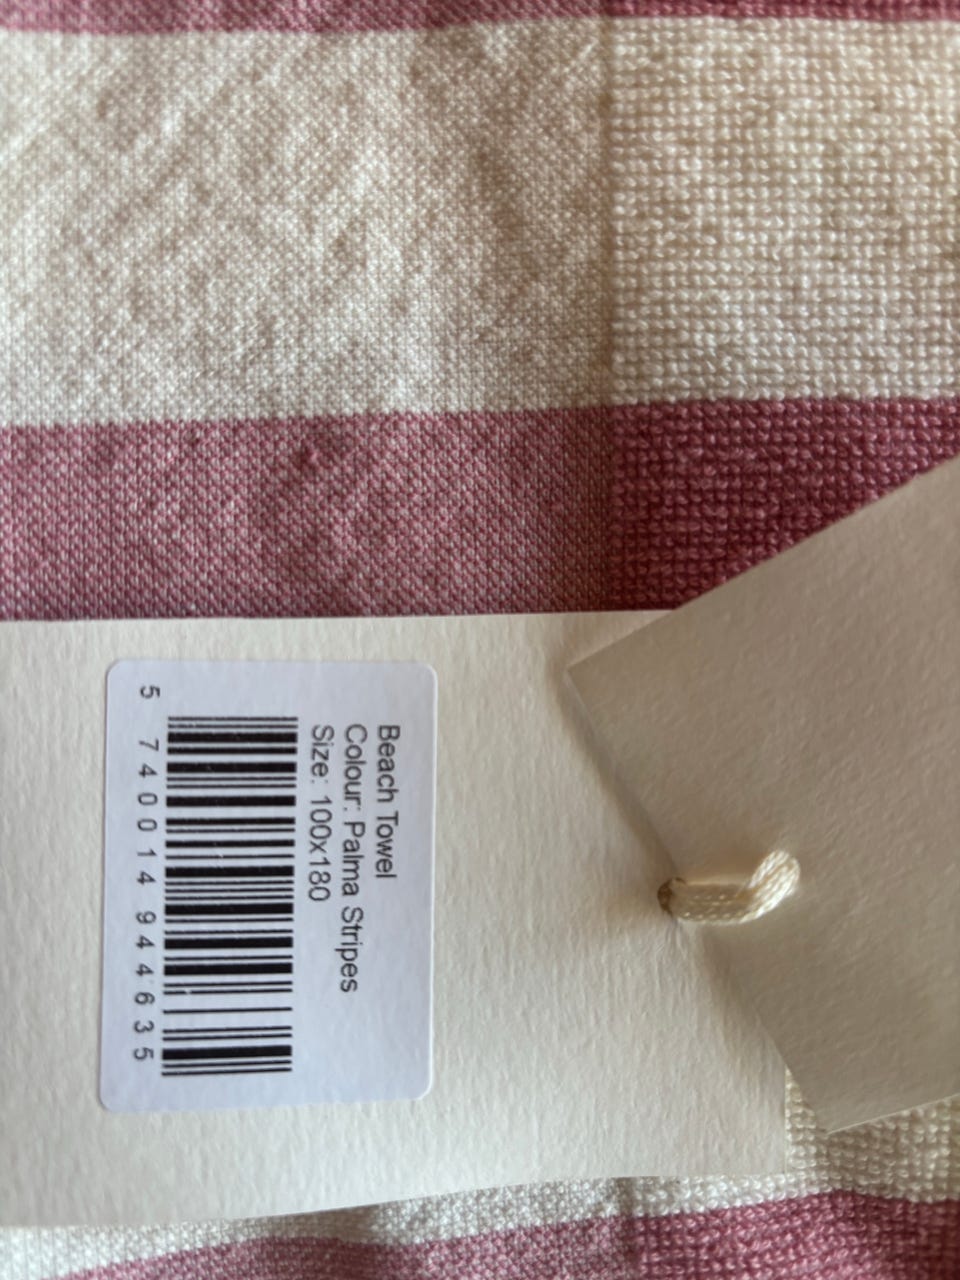 Beach Towel
Colour: Palma Stripes
Size: 100x180
5 740014 944635